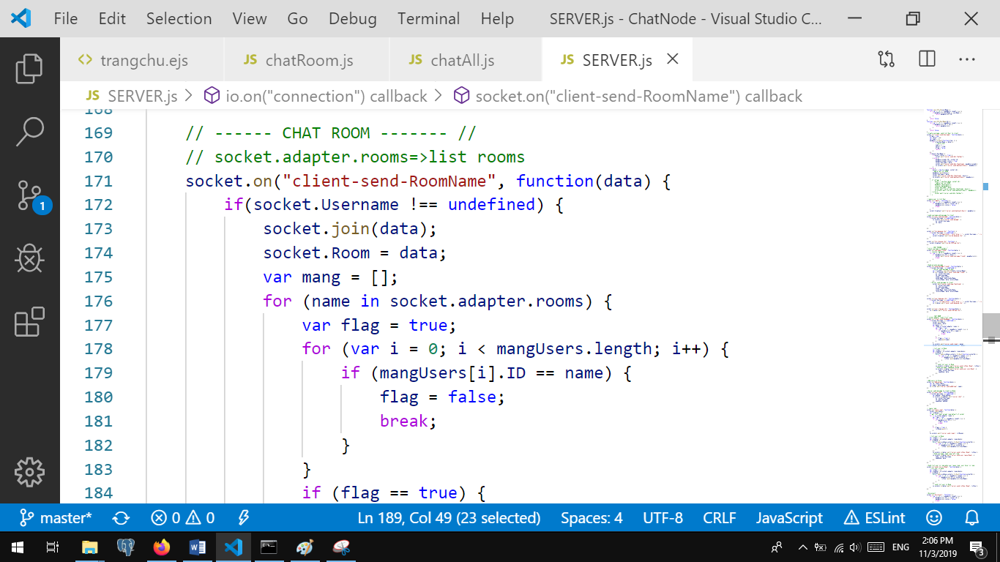 File Edit Selection View Go Debug Terminal Help SERVER.js - ChatNode - Visual Studio C...
<> trangchu.ejs JS chatRoom.js JS chatAll.js JS SERVER.js
JS SERVER.js > io.on("connection") callback > socket.on("client-send-RoomName") callback
168
169 // ------ CHAT ROOM ------- //
170 // socket.adapter.rooms=>list rooms
171 socket.on("client-send-RoomName", function(data) {
172 if(socket.Username !== undefined) {
173 socket.join(data);
174 socket.Room = data;
175 var mang = [];
176 for (name in socket.adapter.rooms) {
177 var flag = true;
178 for (var i = 0; i < mangUsers.length; i++) {
179 if (mangUsers[i].ID == name) {
180 flag = false;
181 break;
182 }
183 }
184 if (flag == true) {
1
master* 0 0 Ln 189, Col 49 (23 selected) Spaces: 4 UTF-8 CRLF JavaScript ESLint
ENG 2:06 PM
11/3/2019 3